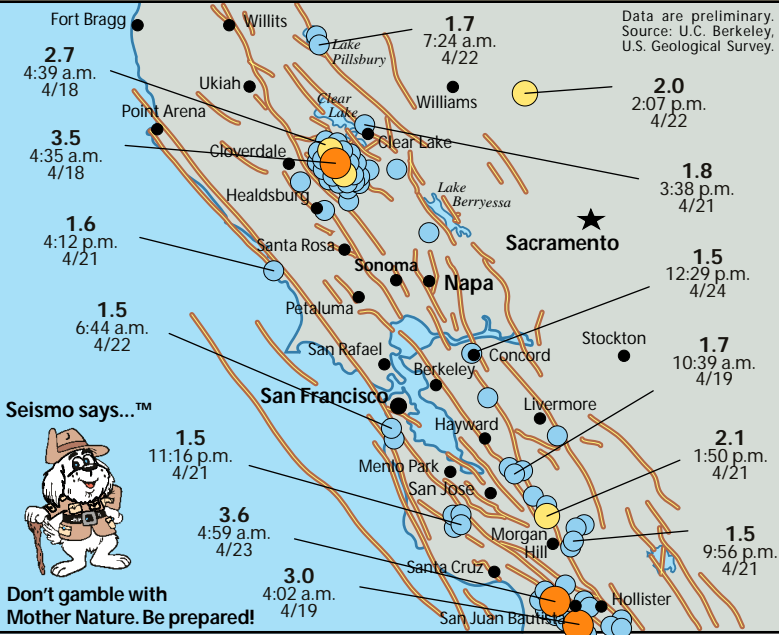 Fort Bragg
Willits
1.7
7:24 a.m.
4/22
Data are preliminary.
Source: U.C. Berkeley,
U.S. Geological Survey.
Lake
Pillsbury
2.7
4:39 a.m.
4/18
Ukiah
Williams
2.0
2:07 p.m.
4/22
Point Arena
Clear
Lake
Clear Lake
3.5
4:35 a.m.
4/18
Cloverdale
1.8
3:38 p.m.
4/21
Healdsburg
Lake
Berryessa
1.6
4:12 p.m.
4/21
Santa Rosa
Sacramento
Sonoma
Napa
1.5
12:29 p.m.
4/24
Petaluma
1.5
6:44 a.m.
4/22
San Rafael
Concord
Stockton
Berkeley
1.7
10:39 a.m.
4/19
San Francisco
Livermore
Seismo says...™
Hayward
1.5
11:16 p.m.
4/21
2.1
1:50 p.m.
4/21
Menlo Park
San Jose
3.6
4:59 a.m.
4/23
Morgan
Hill
1.5
9:56 p.m.
4/21
Santa Cruz
3.0
4:02 a.m.
4/19
Hollister
San Juan Bautista
Don't gamble with
Mother Nature. Be prepared!